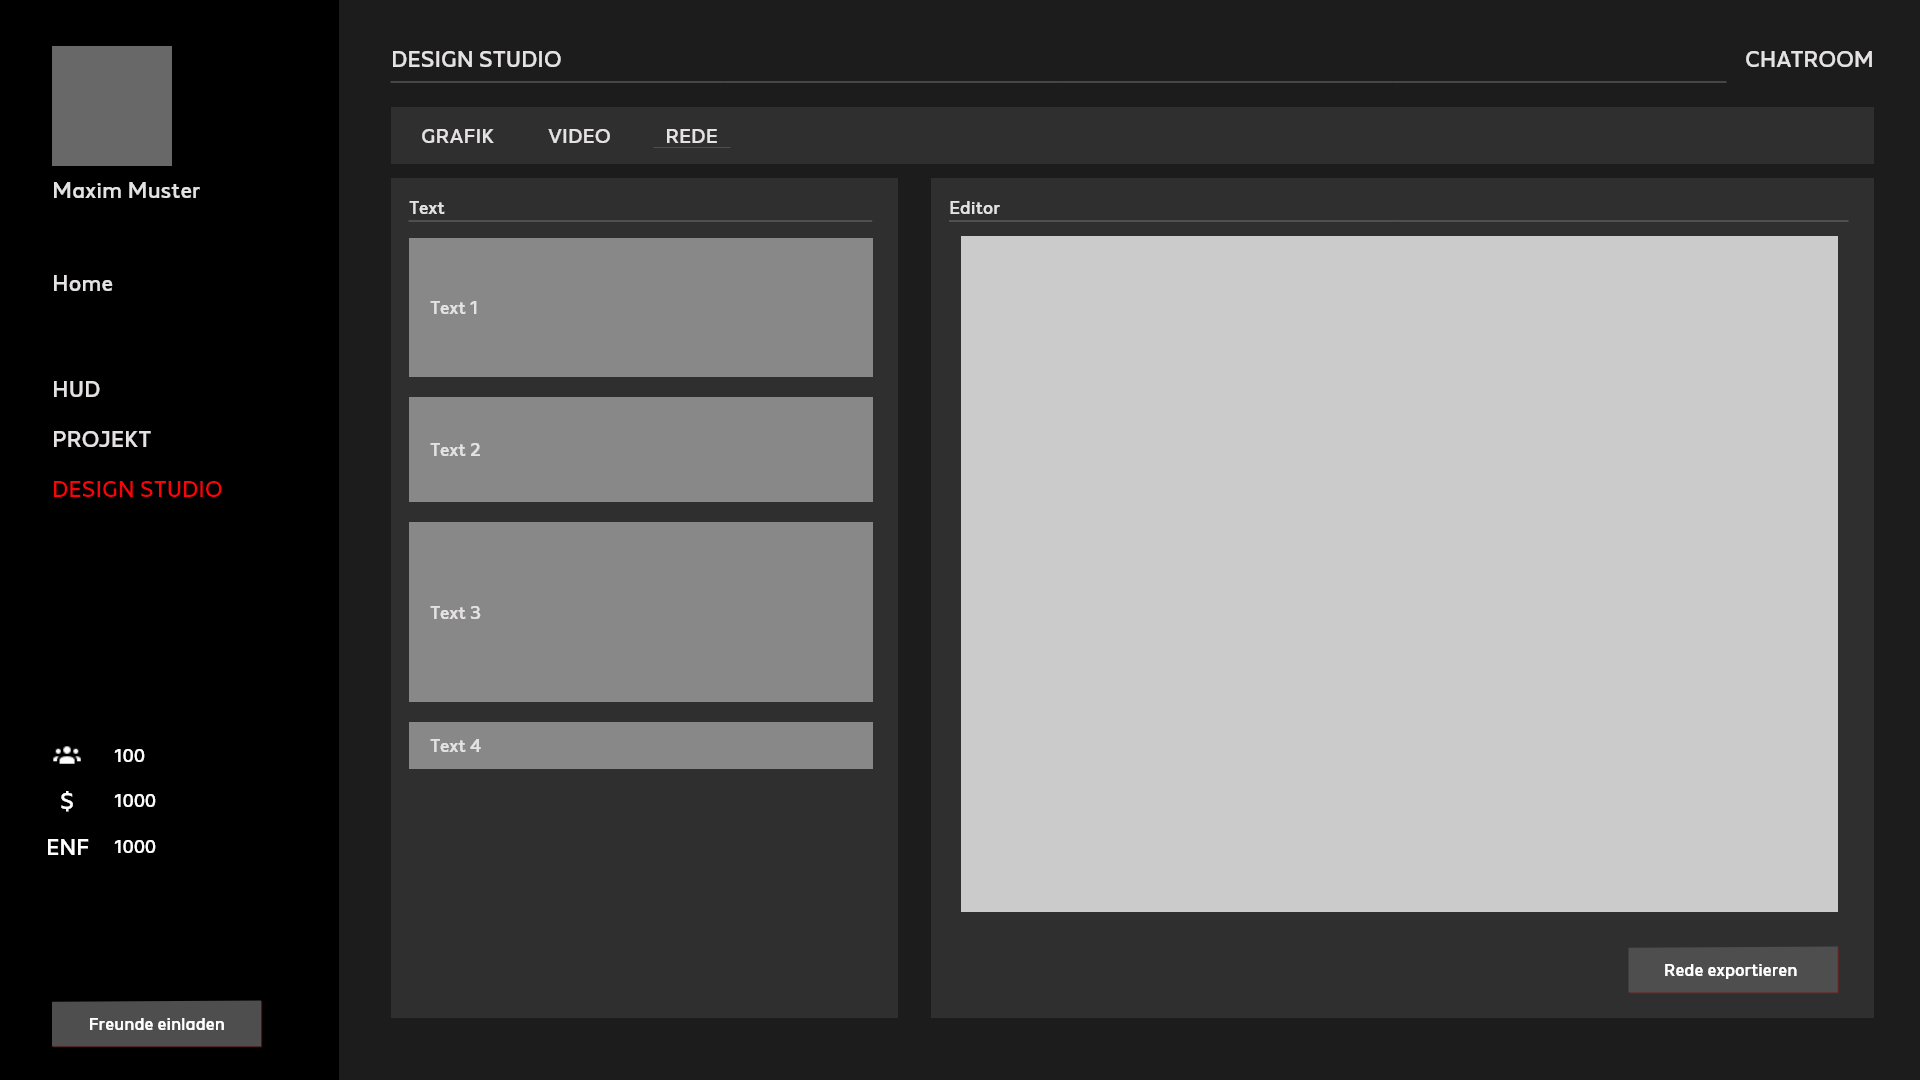 Maxim Muster
Home
HUD
PROJEKT
DESIGN STUDIO
100
$ 1000
ENF 1000
Freunde einladen
DESIGN STUDIO
CHATROOM
GRAFIK VIDEO REDE
Text
Text 1
Text 2
Text 3
Text 4
Editor
Rede exportieren